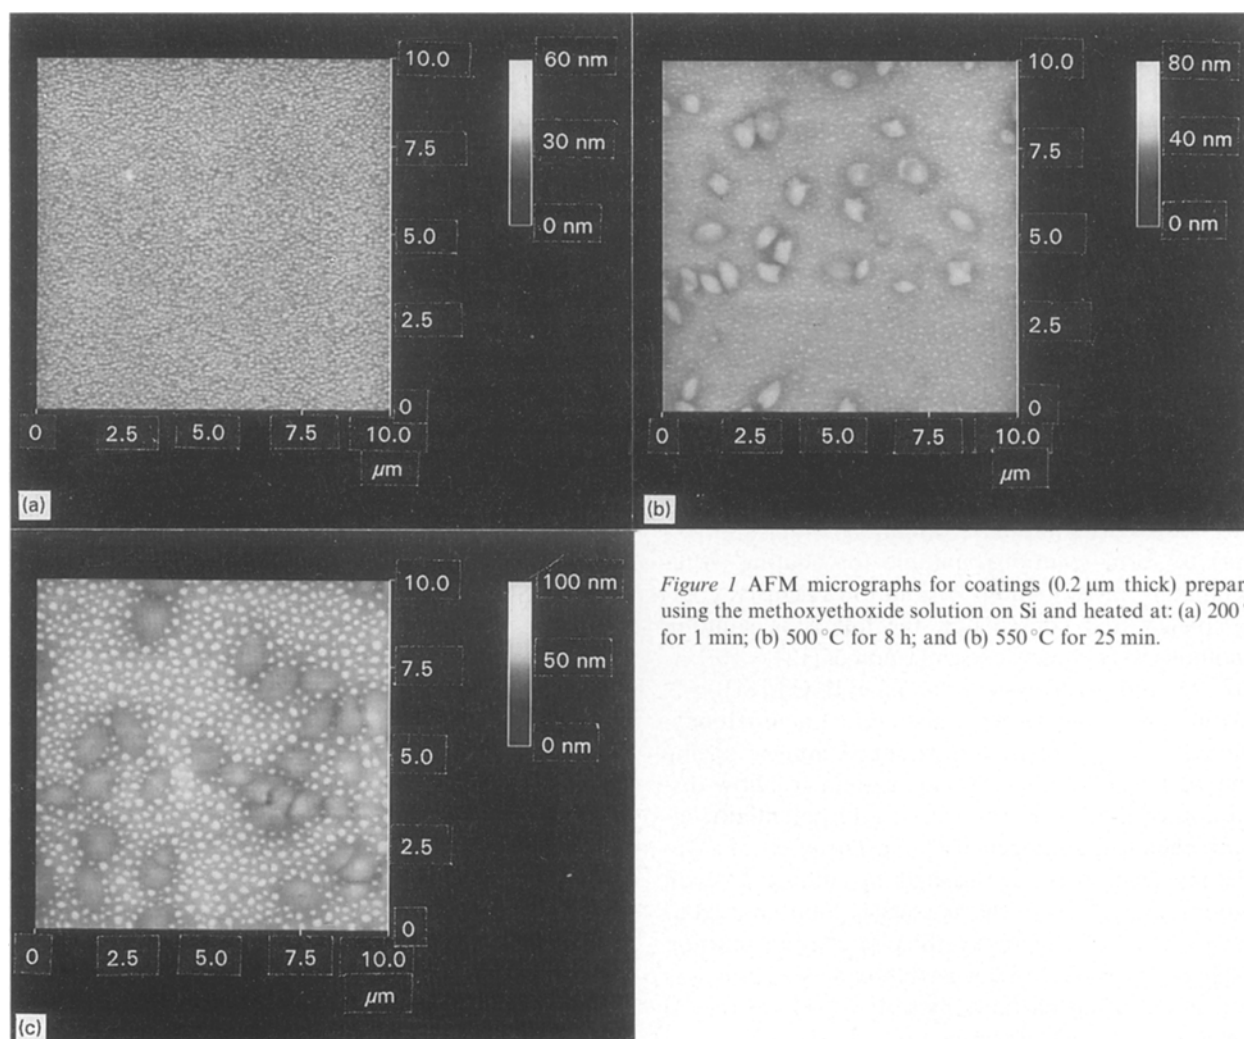 10.0
60 nm
7.5
30 nm
5.0
0 nm
2.5
0
0 2.5 5.0 7.5 10.0
µm
(a)
10.0
80 nm
7.5
40 nm
5.0
0 nm
2.5
0
0 2.5 5.0 7.5 10.0
µm
(b)
10.0
100 nm
7.5
50 nm
5.0
0 nm
2.5
0
0 2.5 5.0 7.5 10.0
µm
(c)
Figure 1 AFM micrographs for coatings (0.2 µm thick) prepar
using the methoxyethoxide solution on Si and heated at: (a) 200
for 1 min; (b) 500 °C for 8 h; and (b) 550 °C for 25 min.